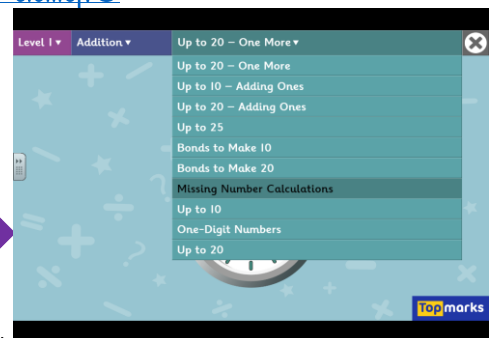 Level 1 Addition Up to 20 – One More
Up to 20 – One More
Up to 10 – Adding Ones
Up to 20 – Adding Ones
Up to 25
Bonds to Make 10
Bonds to Make 20
Missing Number Calculations
Up to 10
One-Digit Numbers
Up to 20
Topmarks